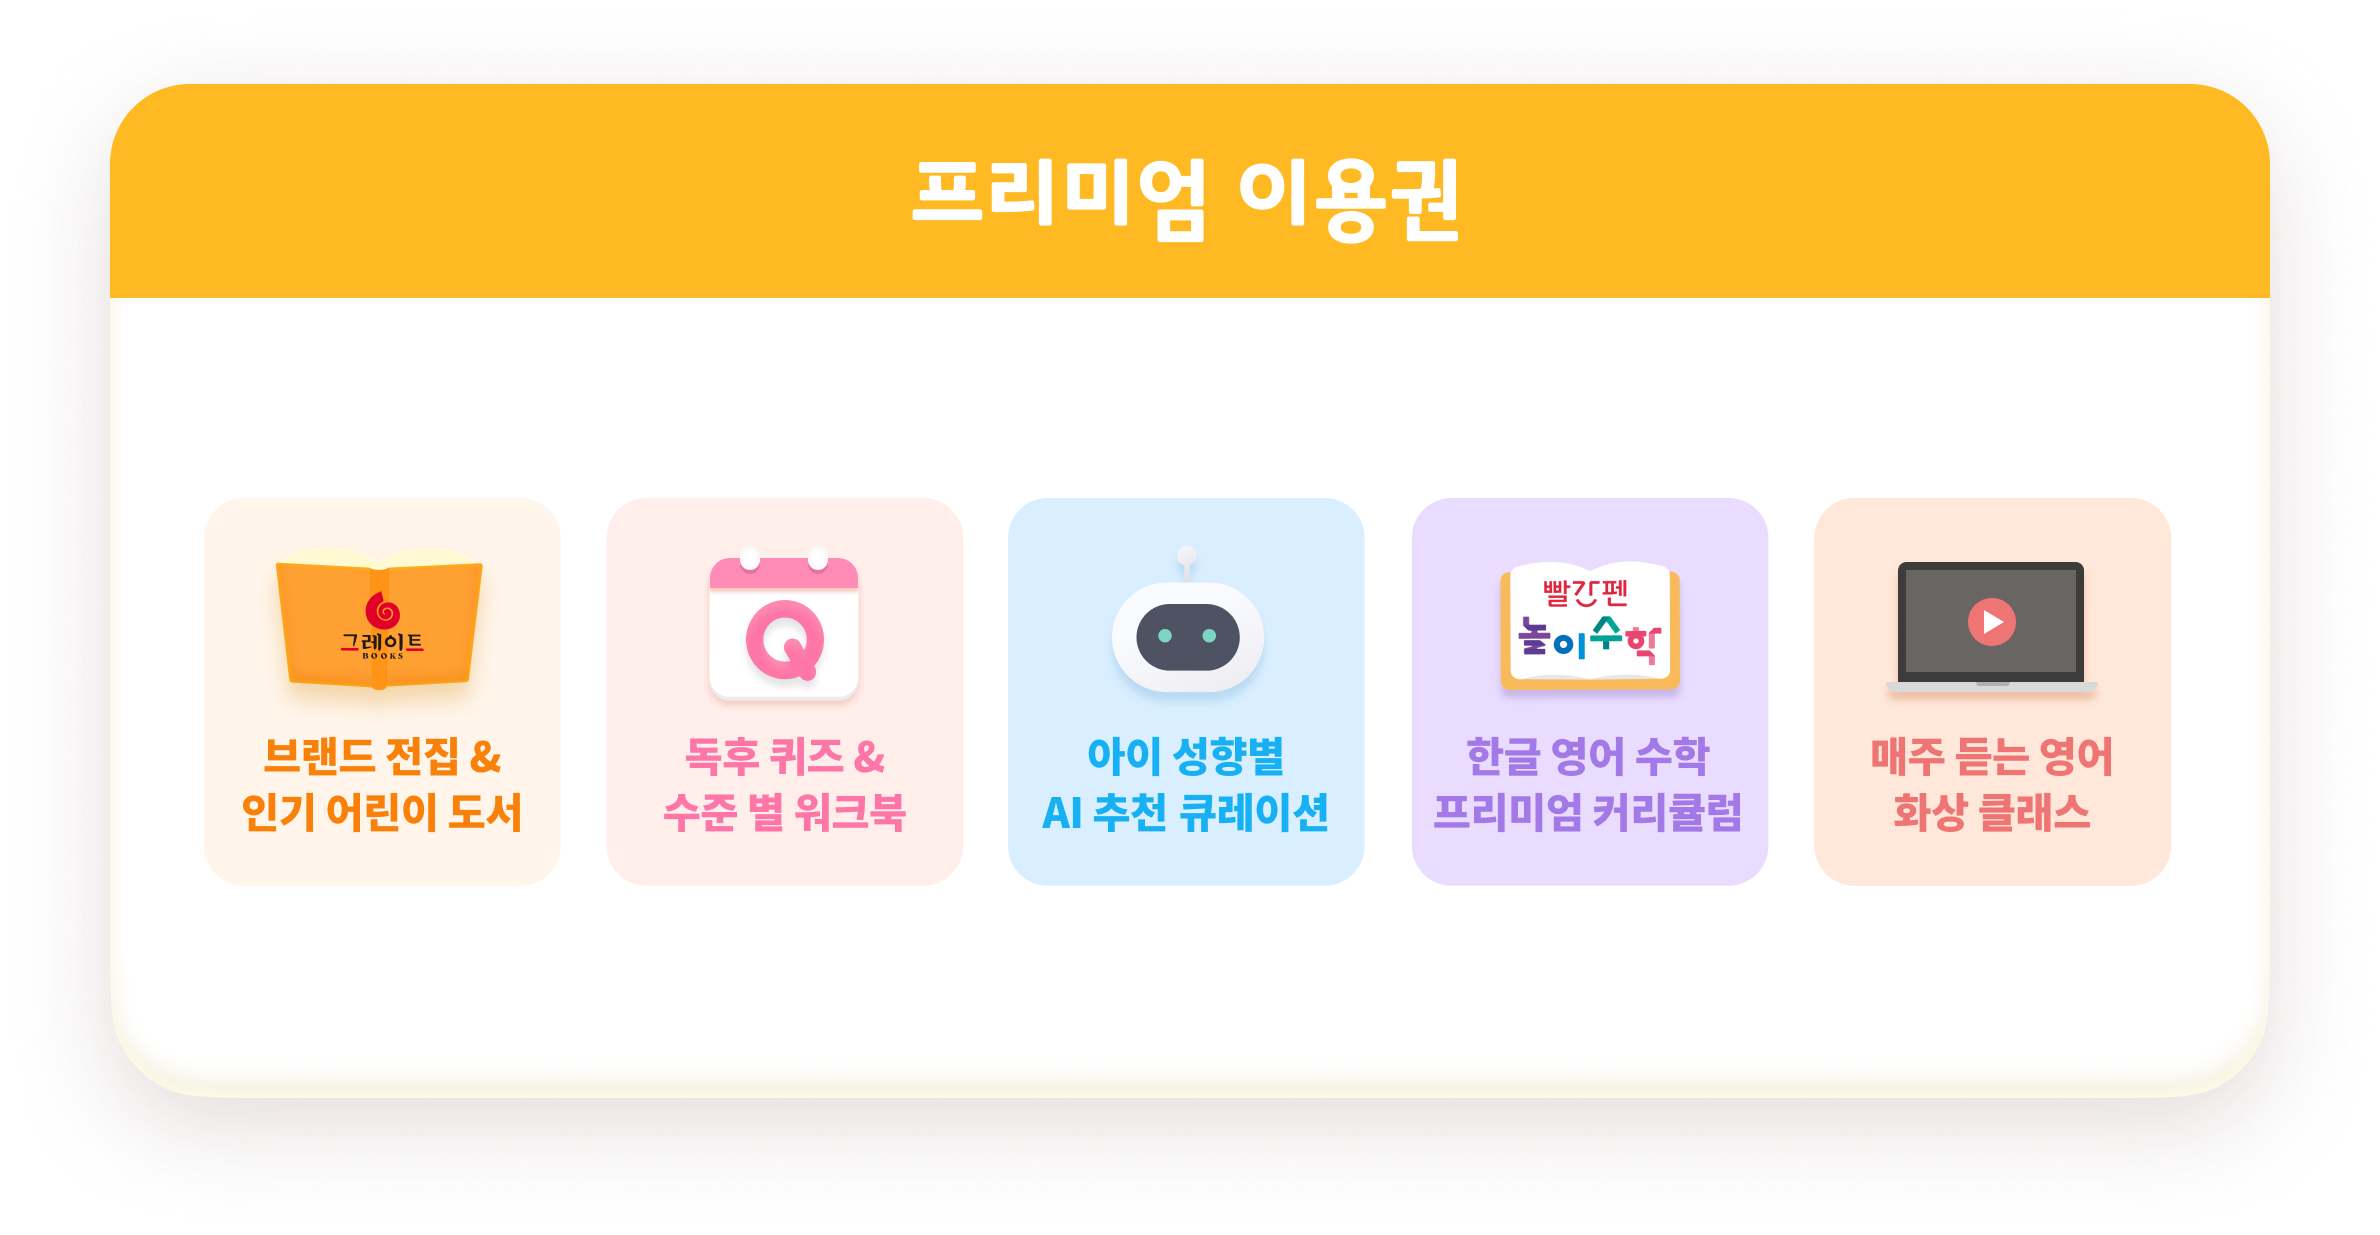 프리미엄 이용권
그레이트
BOOKS
브랜드 전집 &
인기 어린이 도서
Q
독후 퀴즈 &
수준 별 워크북
아이 성향별
AI 추천 큐레이션
빨간펜
놀이수학
한글 영어 수학
프리미엄 커리큘럼
매주 듣는 영어
화상 클래스